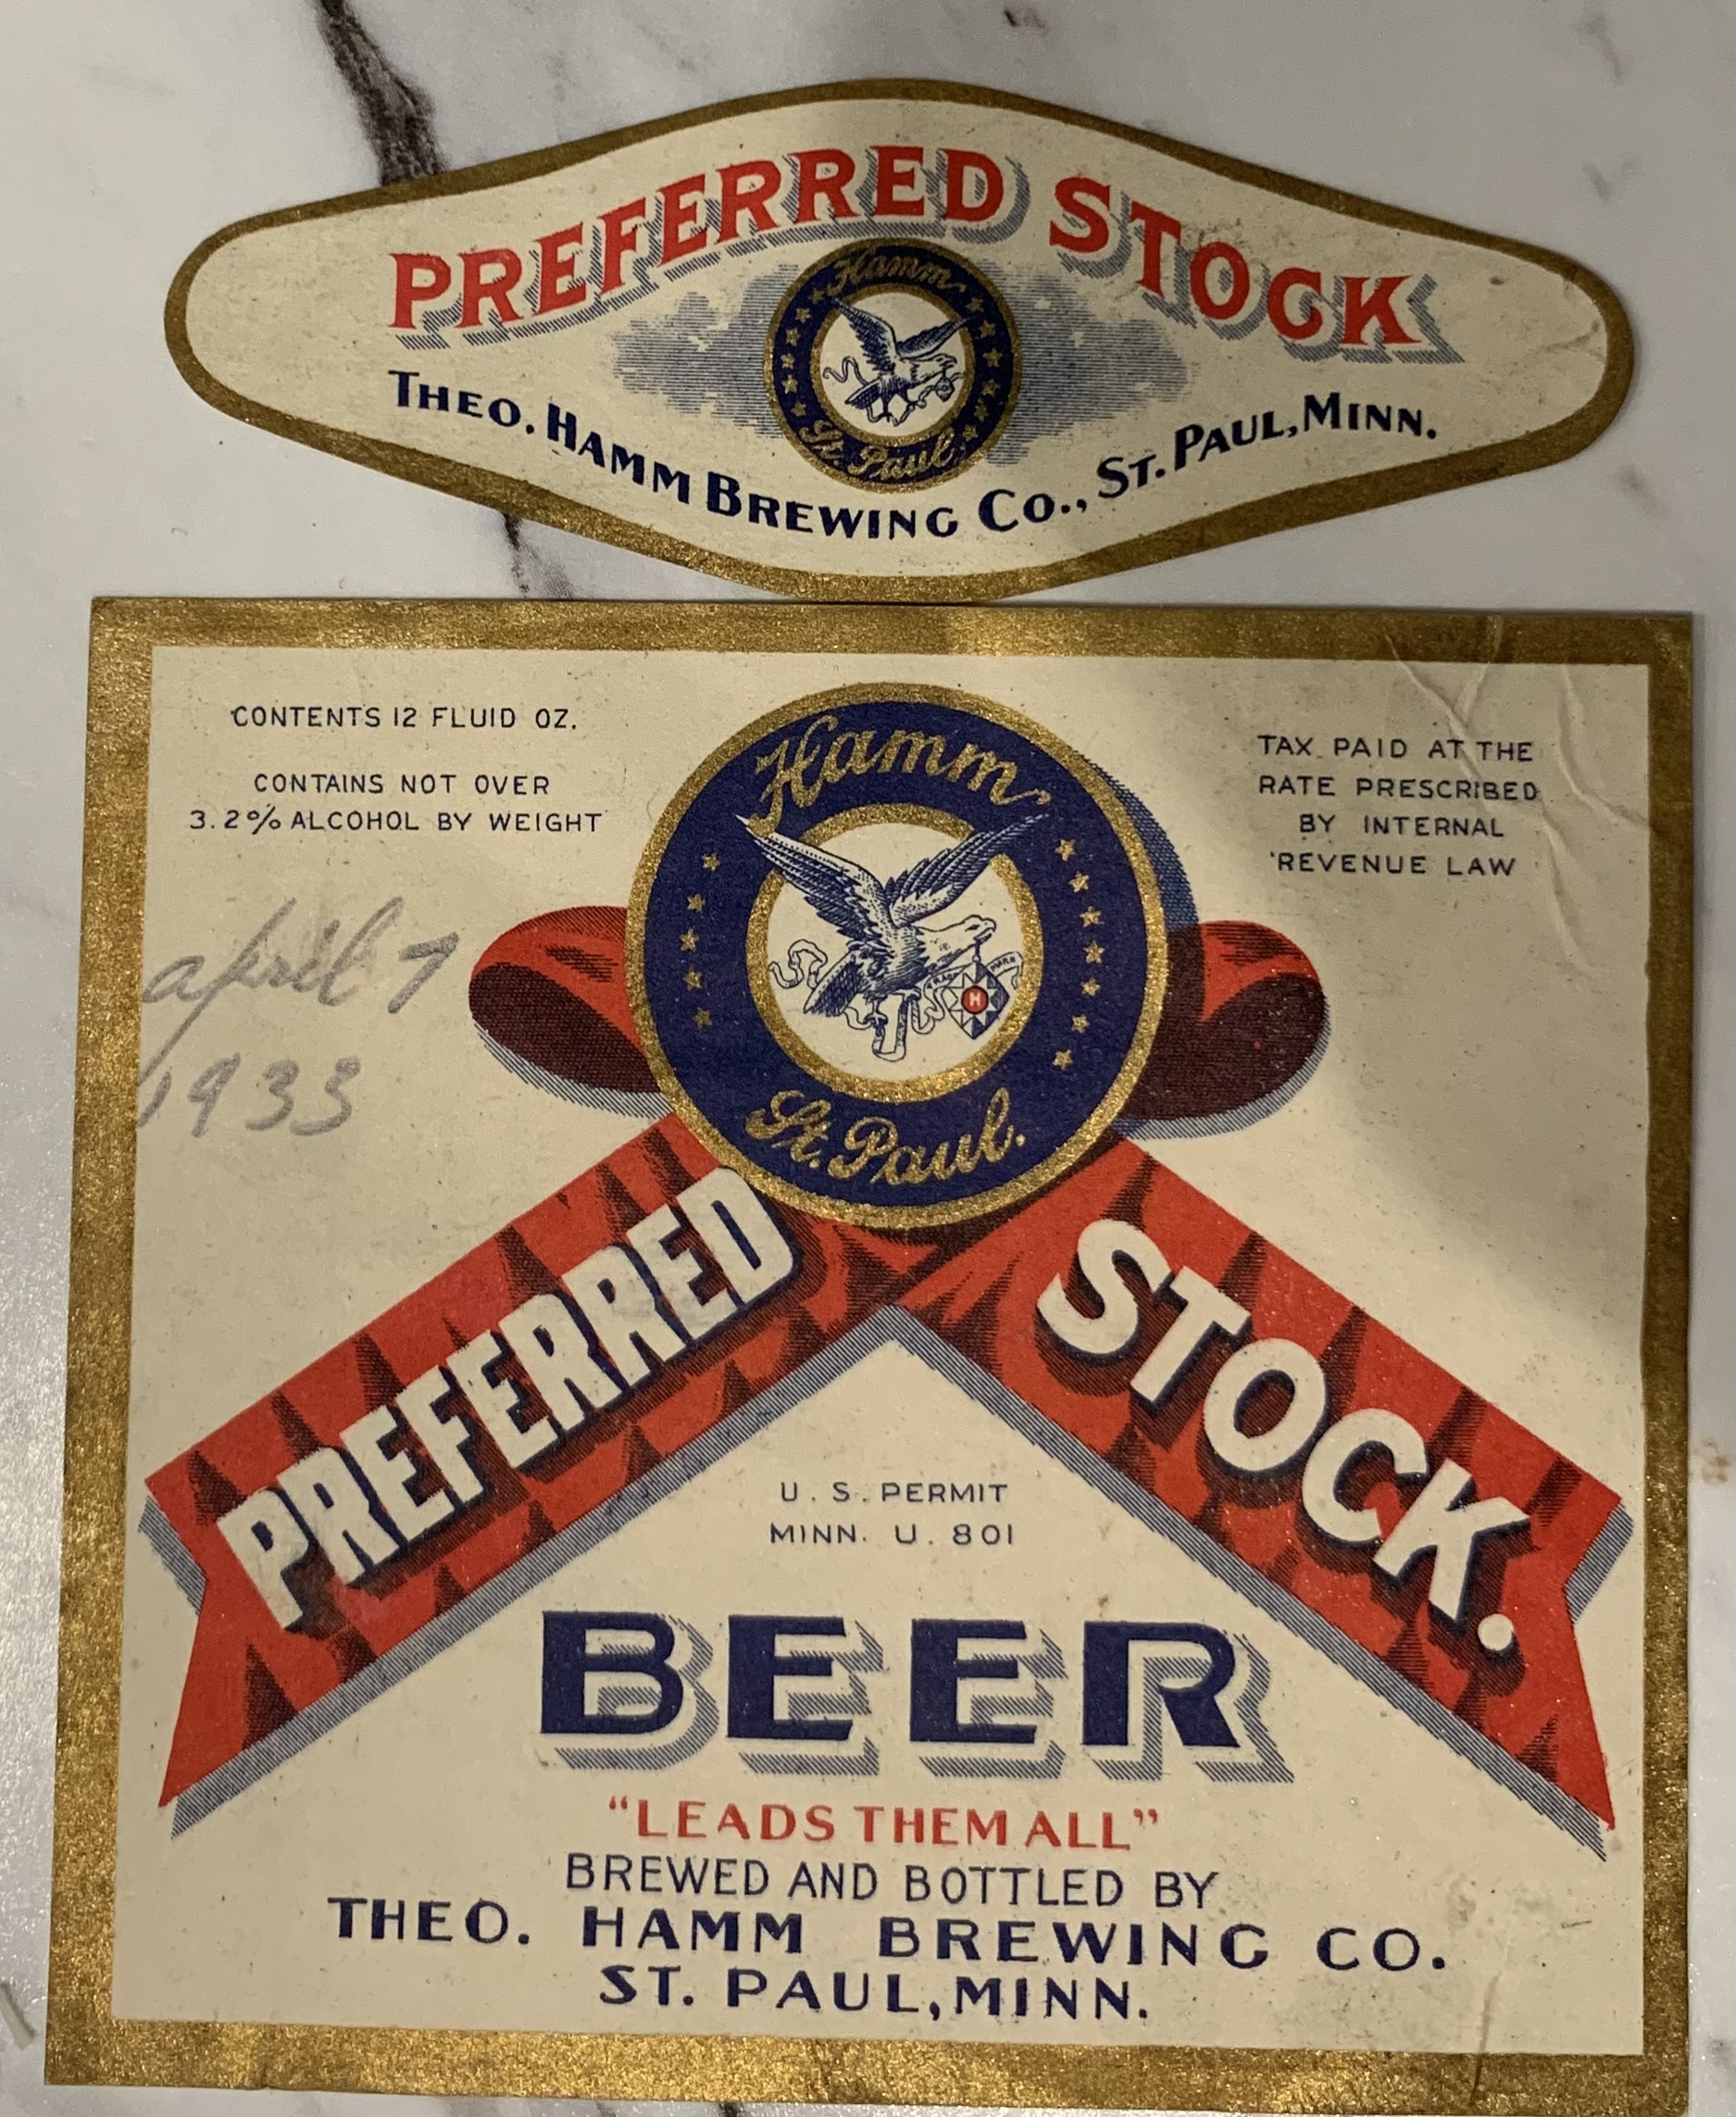 PREFERRED STOCK
Hamm
St. Paul.
THEO. HAMM BREWING CO., ST. PAUL, MINN.
CONTENTS 12 FLUID OZ.
CONTAINS NOT OVER
3.2% ALCOHOL BY WEIGHT
TAX PAID AT THE
RATE PRESCRIBED
BY INTERNAL
REVENUE LAW
april 7
1933
Hamm
H
St. Paul.
PREFERRED STOCK.
U.S. PERMIT
MINN. U. 801
BEER
"LEADS THEM ALL"
BREWED AND BOTTLED BY
THEO. HAMM BREWING CO.
ST. PAUL, MINN.